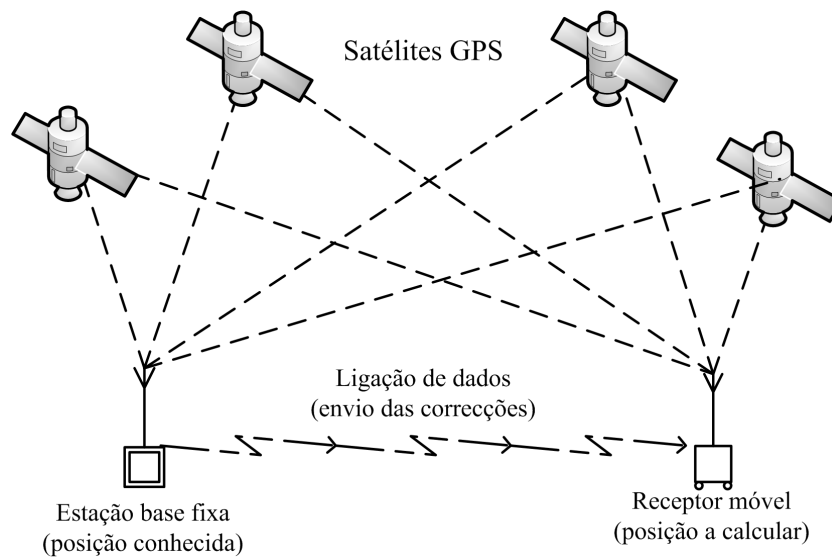 Satélites GPS
Ligação de dados
(envio das correcções)
Estação base fixa
(posição conhecida)
Receptor móvel
(posição a calcular)